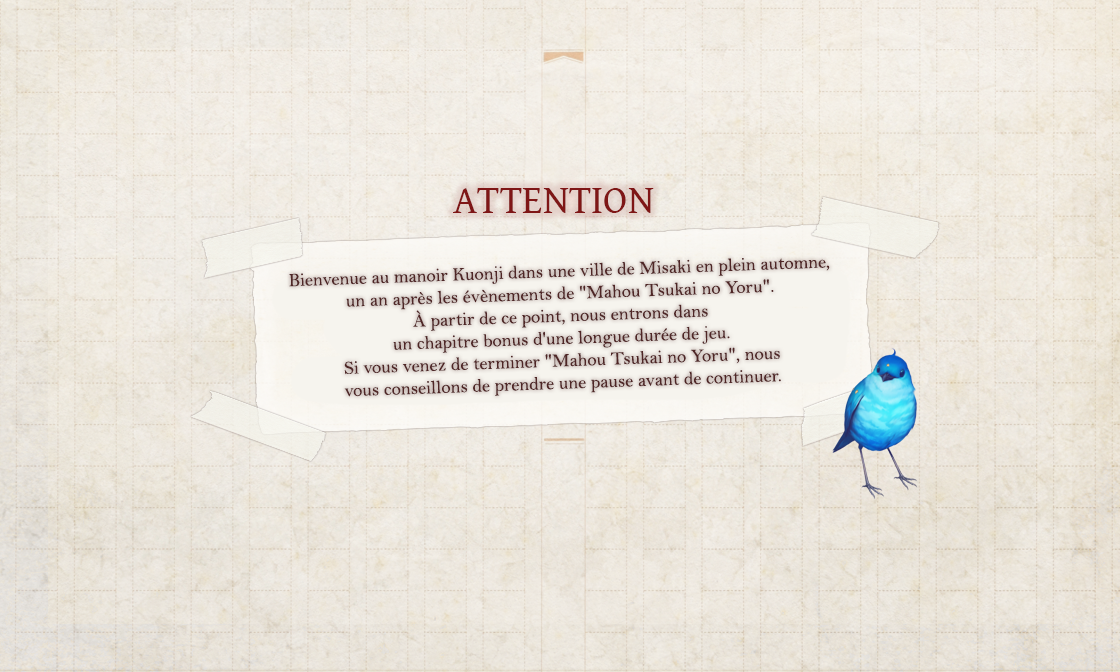 ATTENTION
Bienvenue au manoir Kuonji dans une ville de Misaki en plein automne,
un an après les évènements de "Mahou Tsukai no Yoru".
À partir de ce point, nous entrons dans
un chapitre bonus d'une longue durée de jeu.
Si vous venez de terminer "Mahou Tsukai no Yoru", nous
vous conseillons de prendre une pause avant de continuer.